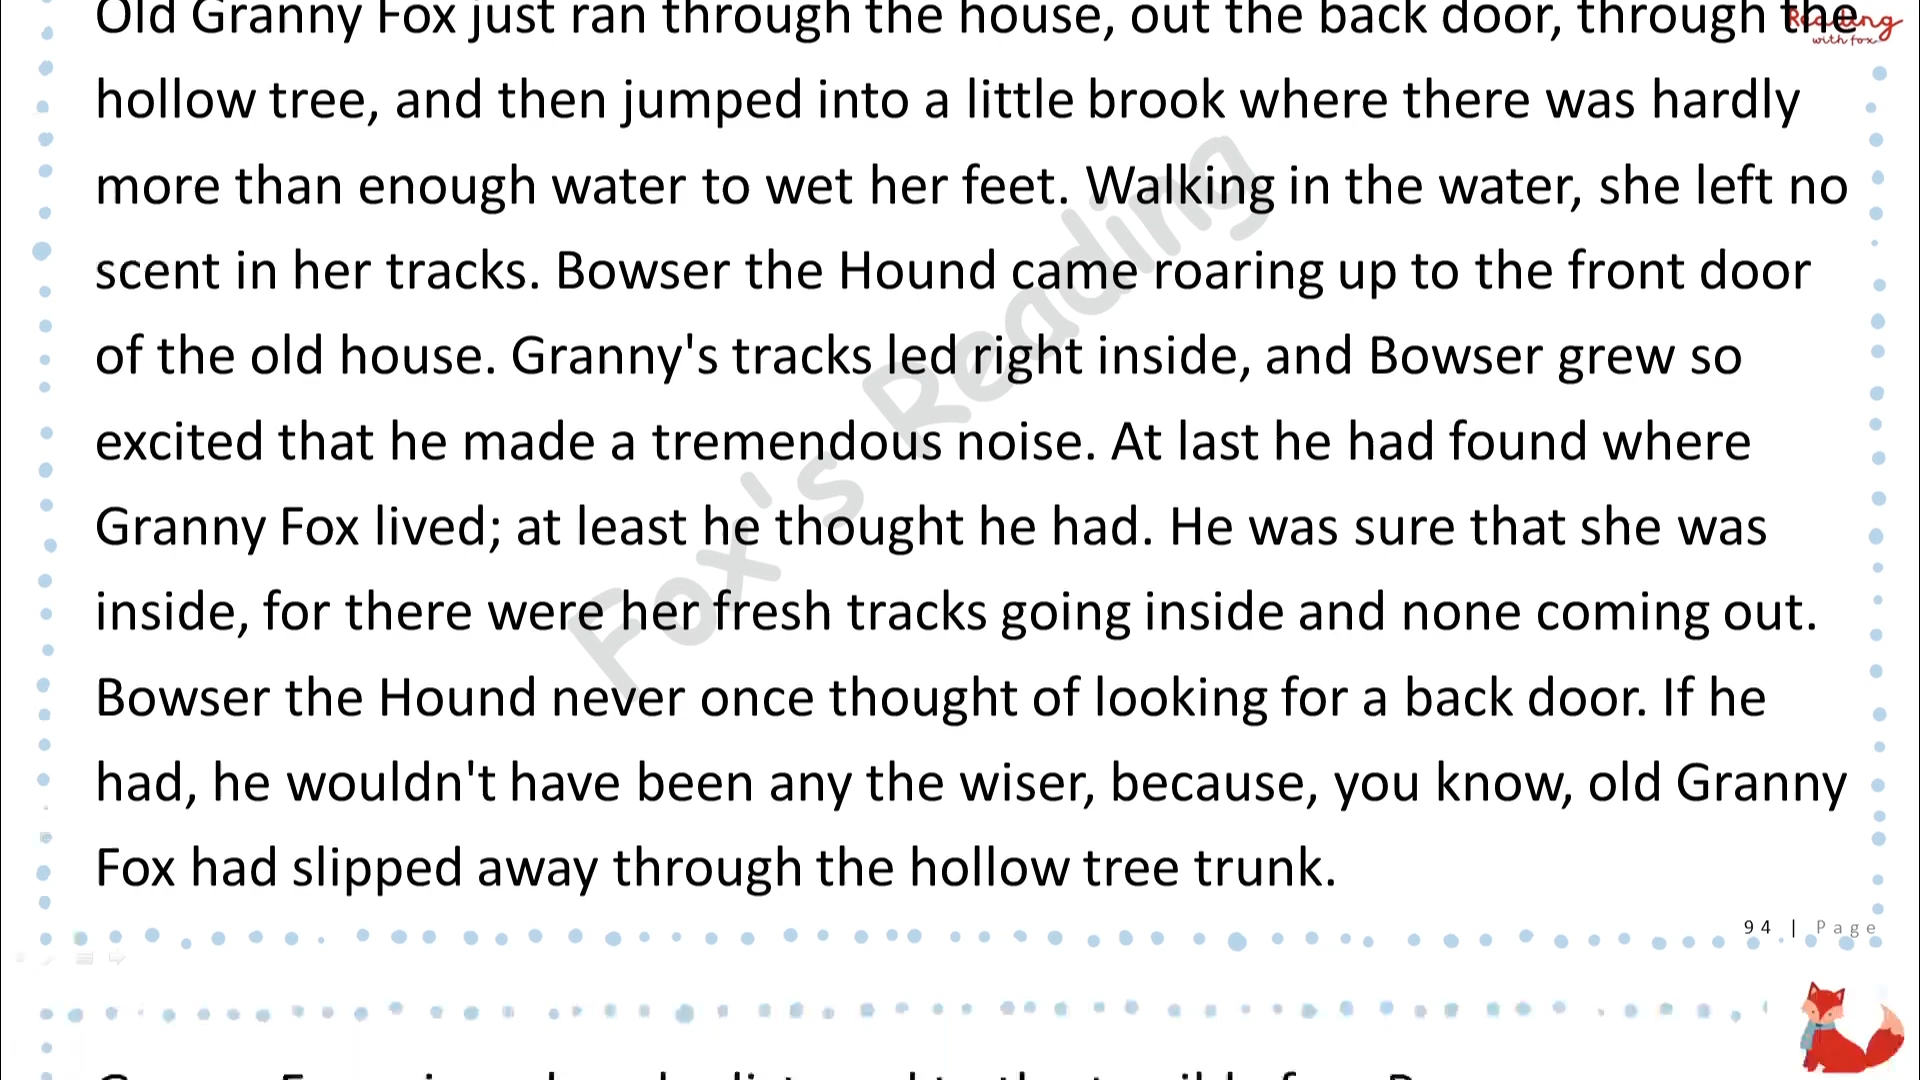 Old Granny Fox just ran through the house, out the back door, through the
Reading
with fox
hollow tree, and then jumped into a little brook where there was hardly
more than enough water to wet her feet. Walking in the water, she left no
scent in her tracks. Bowser the Hound came roaring up to the front door
of the old house. Granny's tracks led right inside, and Bowser grew so
excited that he made a tremendous noise. At last he had found where
Granny Fox lived; at least he thought he had. He was sure that she was
inside, for there were her fresh tracks going inside and none coming out.
Bowser the Hound never once thought of looking for a back door. If he
had, he wouldn't have been any the wiser, because, you know, old Granny
Fox had slipped away through the hollow tree trunk.
Fox's Reading
94 | Page